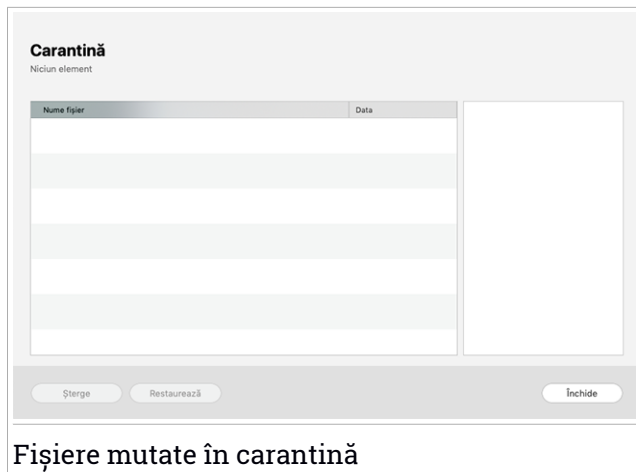 Carantină
Niciun element
Nume fișier Data
Șterge Restaurează Închide
Fișiere mutate în carantină